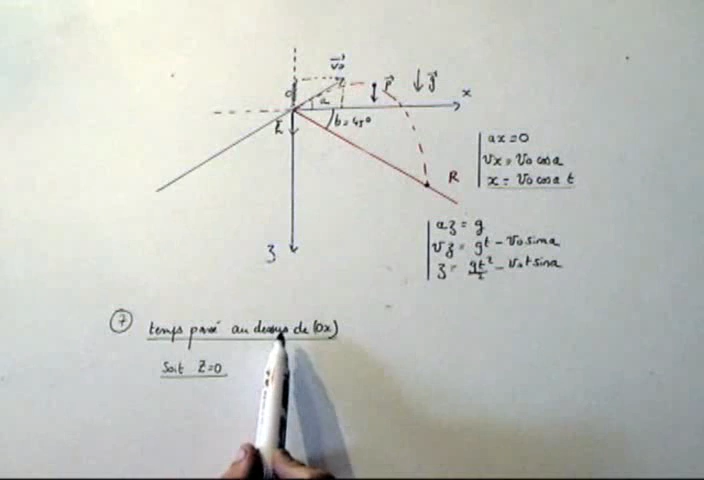 v₀
o
a
p
g
x
k
b = 45°
R
z
ax = 0
vx = v₀ cos a
x = v₀ cos a t
az = g
vz = gt - v₀ sin a
z = gt²/2 - v₀ t sin a
7
temps passé au dessus de (Ox)
Soit Z=0